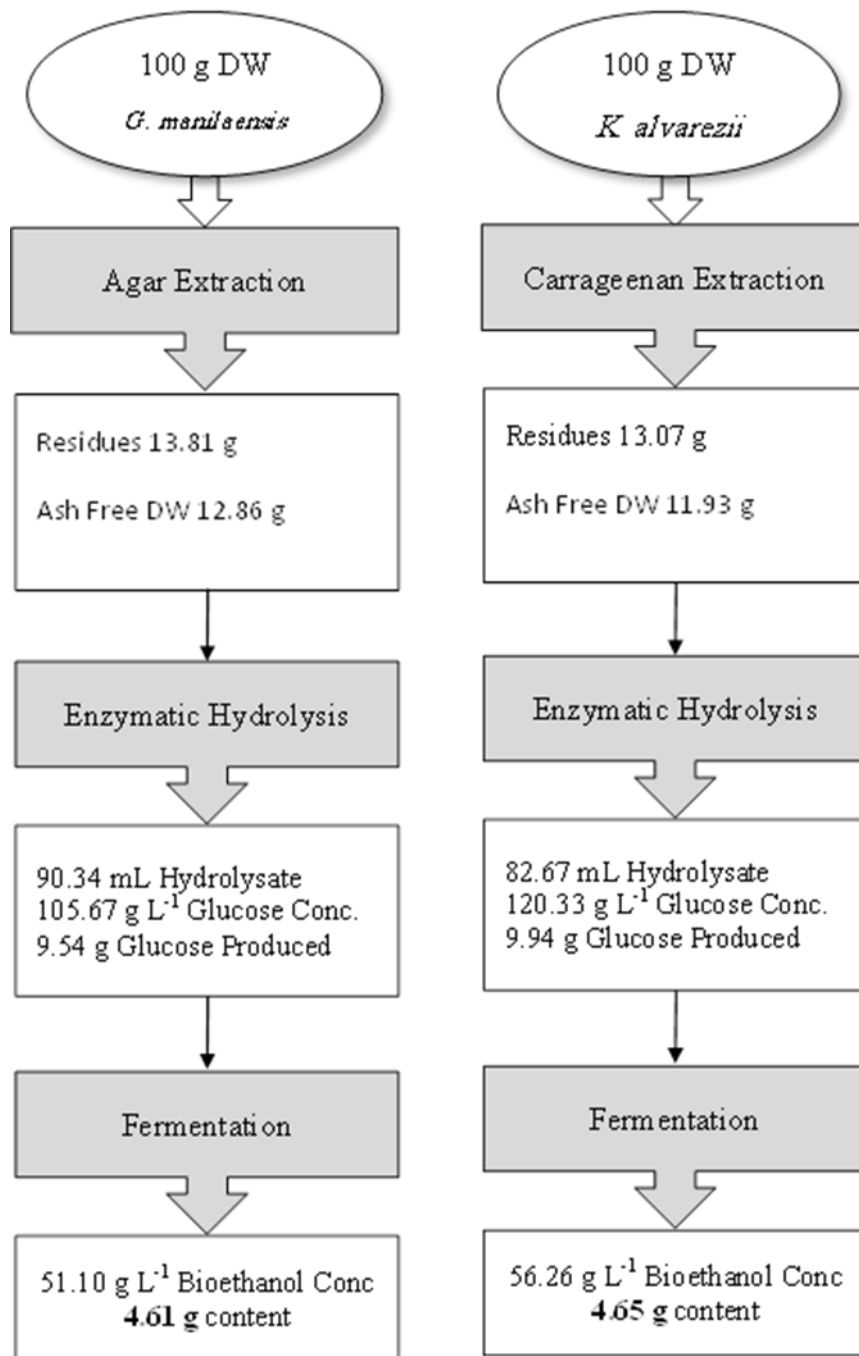 100 g DW
G. manilaensis
Agar Extraction
Residues 13.81 g
Ash Free DW 12.86 g
Enzymatic Hydrolysis
90.34 mL Hydrolysate
105.67 g L⁻¹ Glucose Conc.
9.54 g Glucose Produced
Fermentation
51.10 g L⁻¹ Bioethanol Conc
4.61 g content
100 g DW
K alvarezii
Carrageenan Extraction
Residues 13.07 g
Ash Free DW 11.93 g
Enzymatic Hydrolysis
82.67 mL Hydrolysate
120.33 g L⁻¹ Glucose Conc.
9.94 g Glucose Produced
Fermentation
56.26 g L⁻¹ Bioethanol Conc
4.65 g content